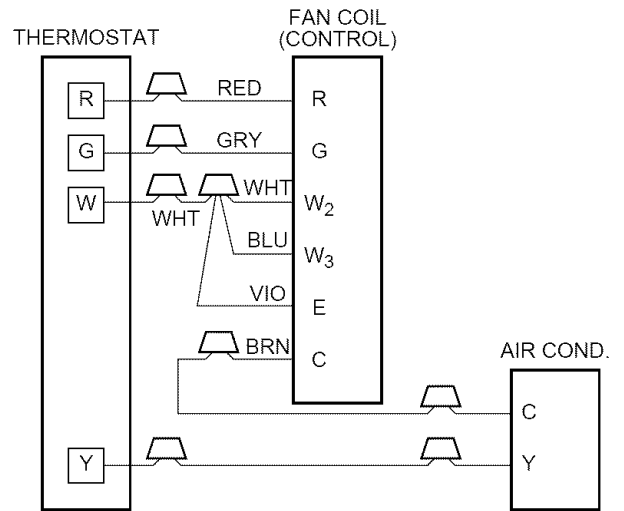 FAN COIL
(CONTROL)
THERMOSTAT
R RED R
G GRY G
W WHT WHT W2
BLU W3
VIO E
BRN C
AIR COND.
C
Y Y